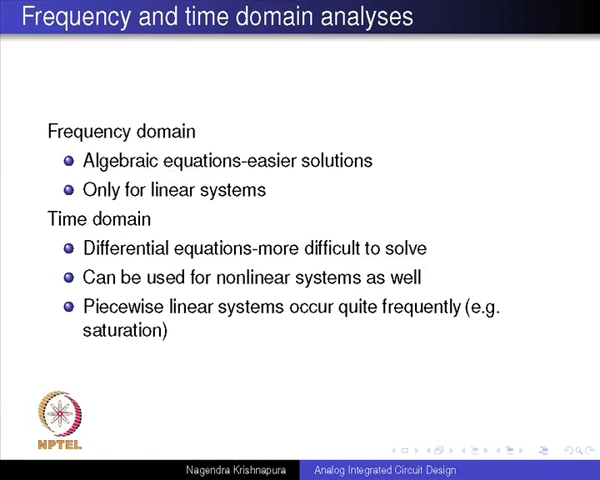 Frequency and time domain analyses
Frequency domain
Algebraic equations-easier solutions
Only for linear systems
Time domain
Differential equations-more difficult to solve
Can be used for nonlinear systems as well
Piecewise linear systems occur quite frequently (e.g.
saturation)
NPTEL
Nagendra Krishnapura
Analog Integrated Circuit Design